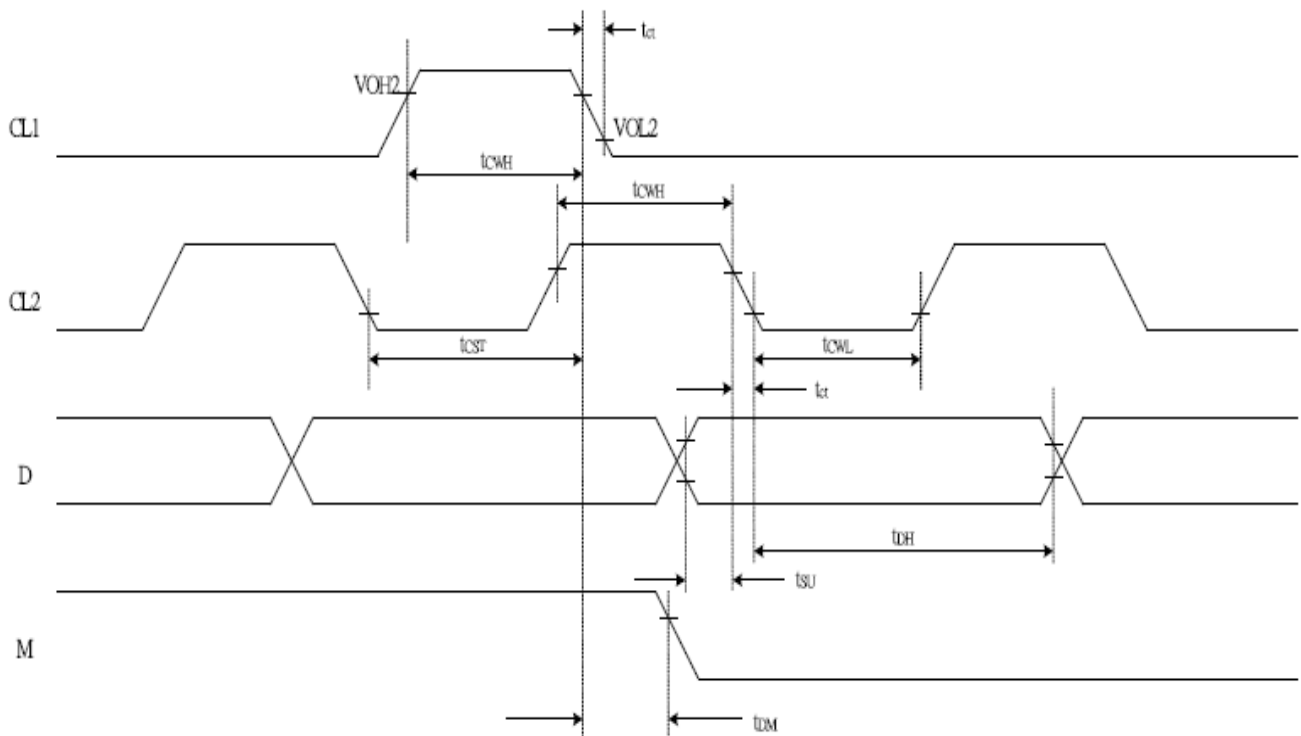 tct
VOH2
CL1
VOL2
tCWH
tCWH
CL2
tCST
tCWL
tct
D
tDH
tSU
M
tDM